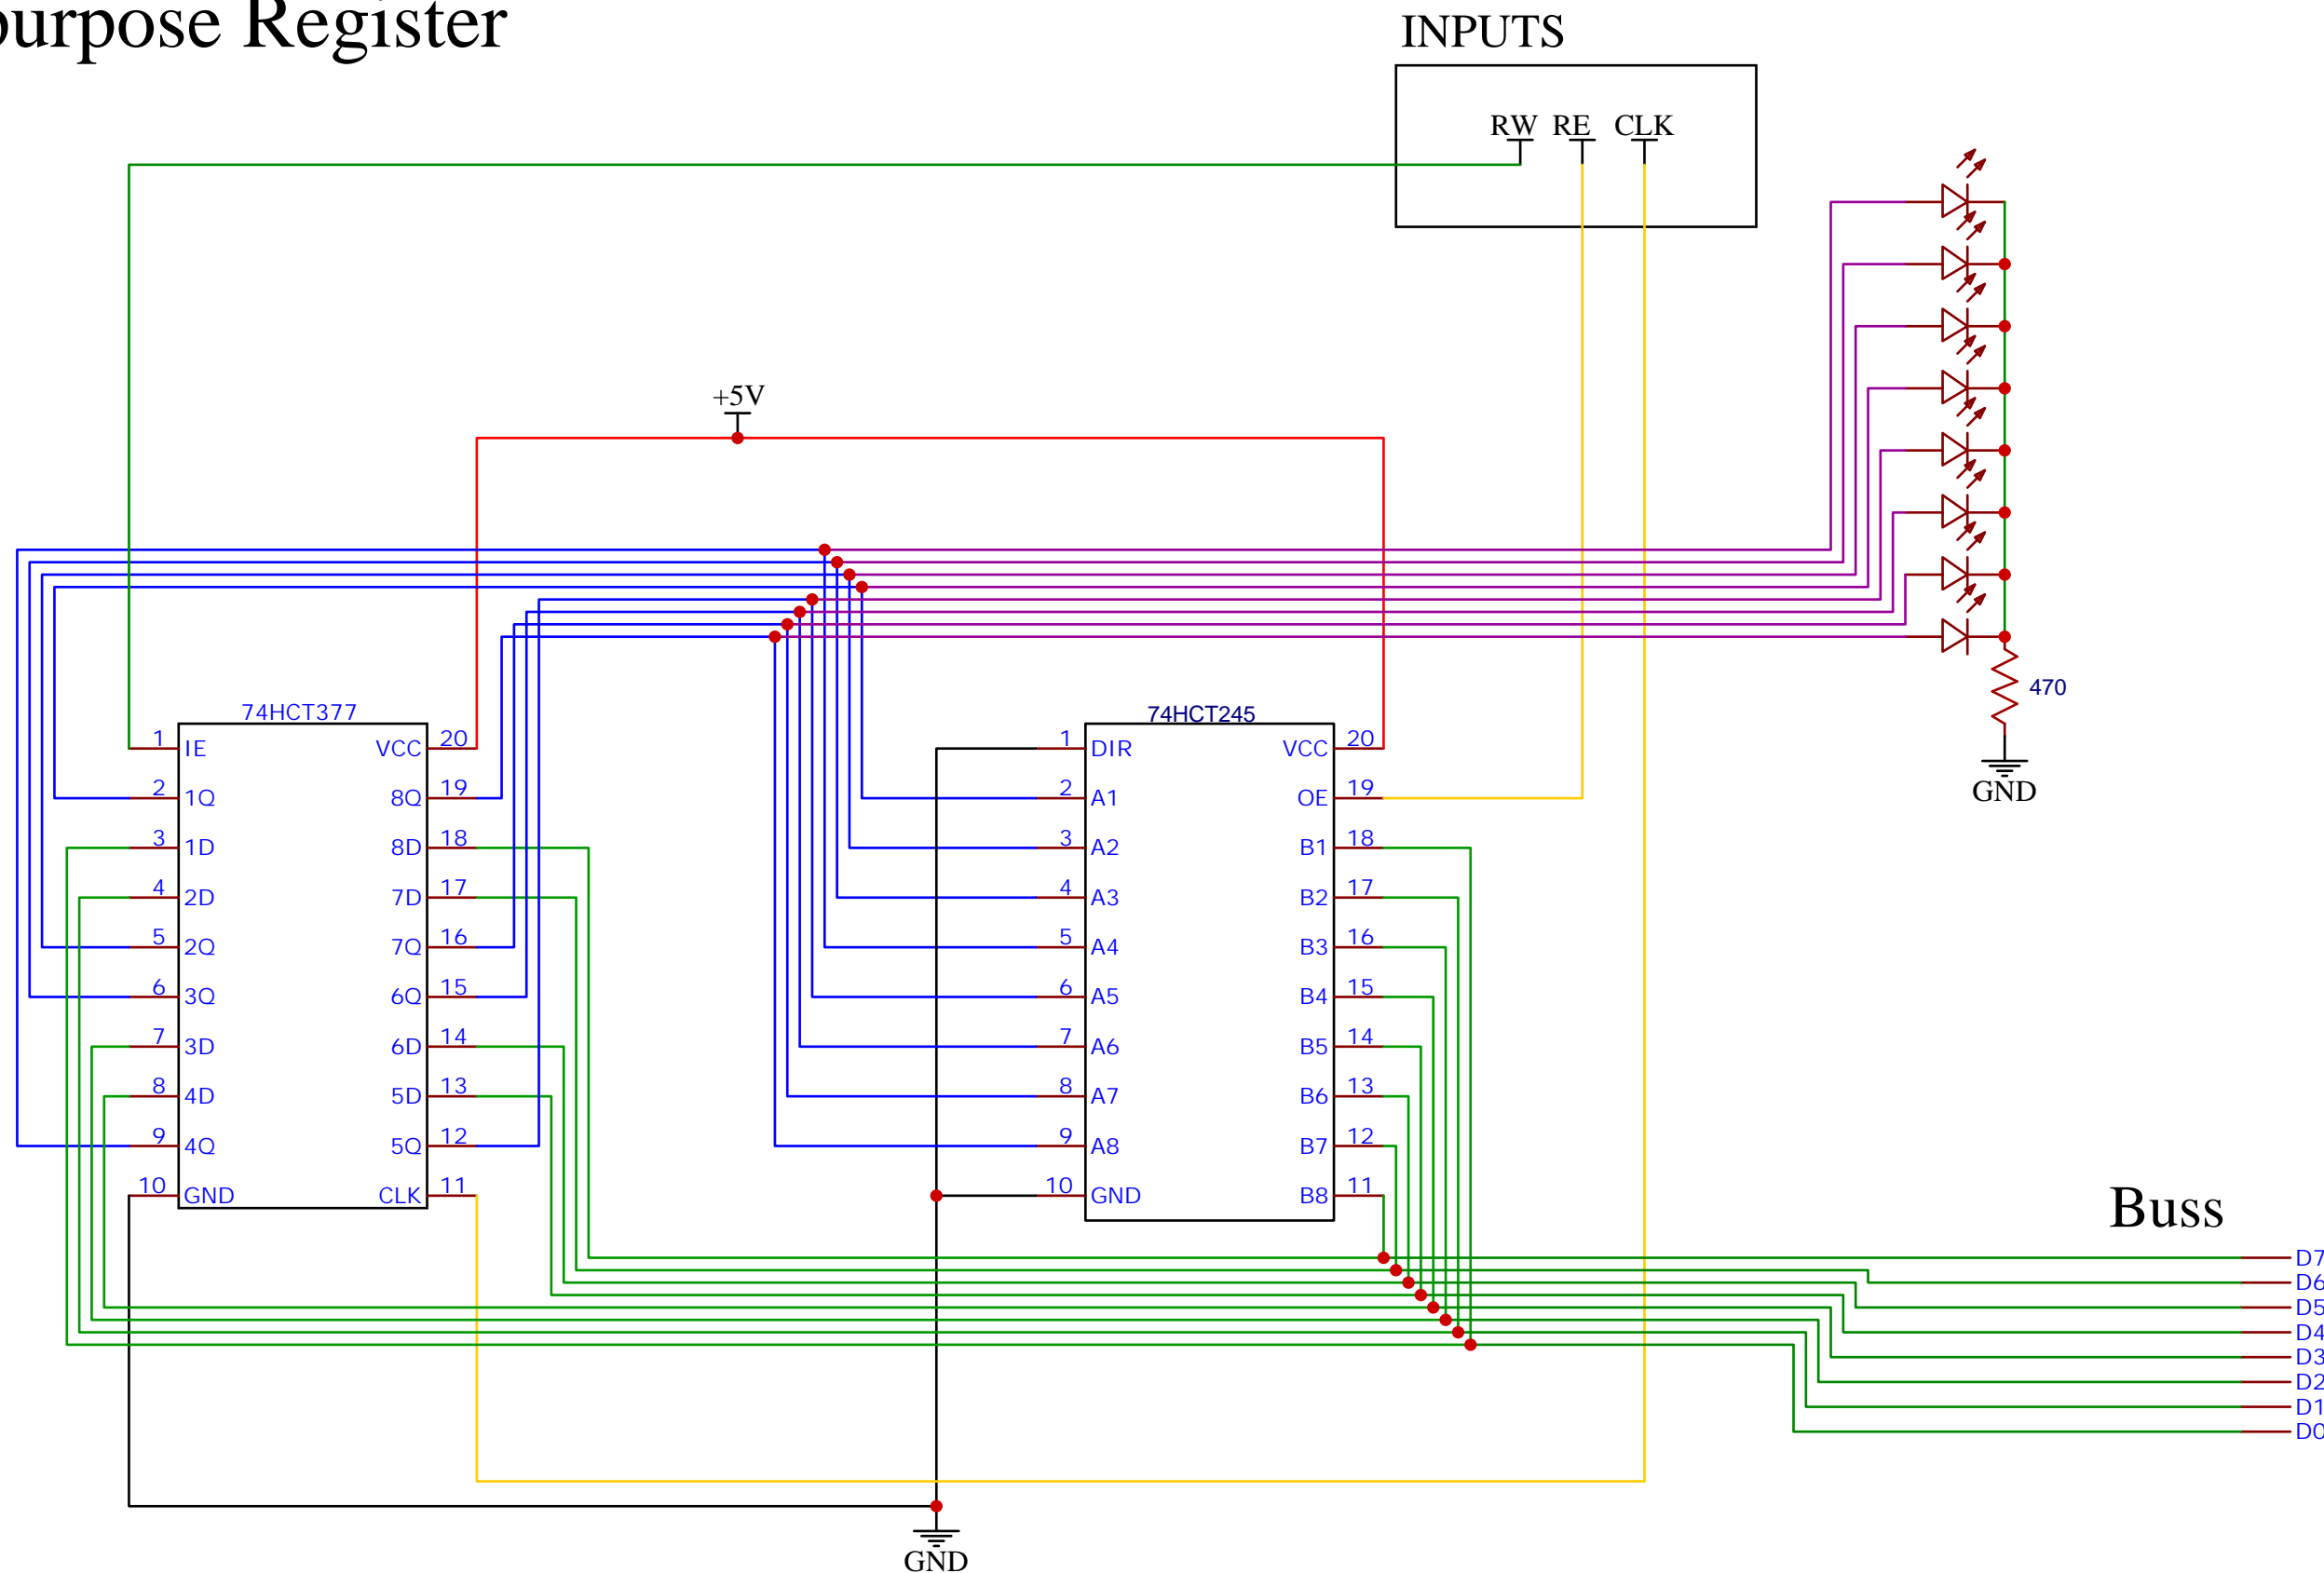 urpose Register
INPUTS
RW RE CLK
+5V
470
GND
74HCT377
1 IE VCC 20
2 1Q 8Q 19
3 1D 8D 18
4 2D 7D 17
5 2Q 7Q 16
6 3Q 6Q 15
7 3D 6D 14
8 4D 5D 13
9 4Q 5Q 12
10 GND CLK 11
74HCT245
1 DIR VCC 20
2 A1 OE 19
3 A2 B1 18
4 A3 B2 17
5 A4 B3 16
6 A5 B4 15
7 A6 B5 14
8 A7 B6 13
9 A8 B7 12
10 GND B8 11
Buss
D7
D6
D5
D4
D3
D2
D1
D0
GND